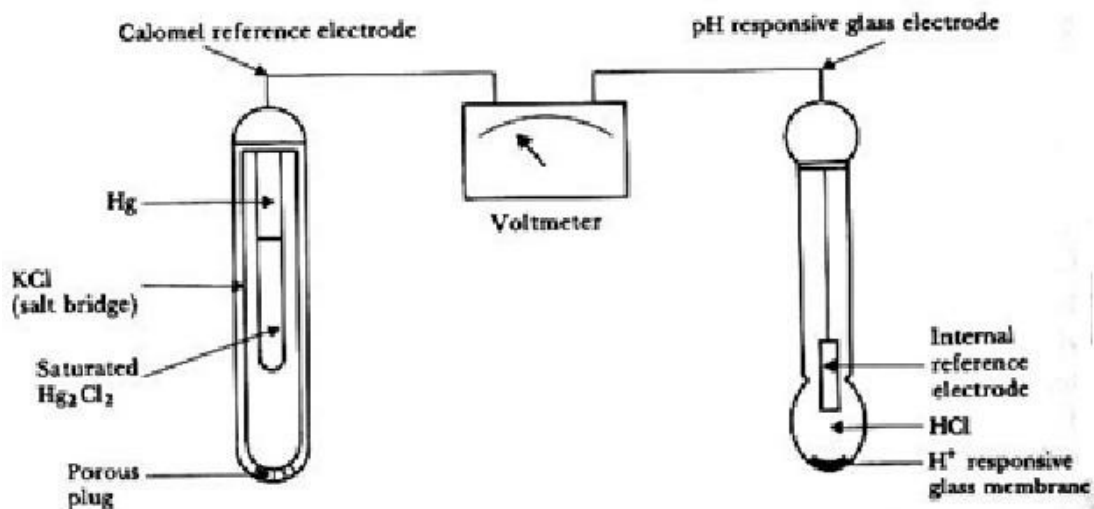 Calomel reference electrode
pH responsive glass electrode
Hg
Voltmeter
KCl
(salt bridge)
Saturated
Hg₂Cl₂
Porous
plug
Internal
reference
electrode
HCl
H⁺ responsive
glass membrane